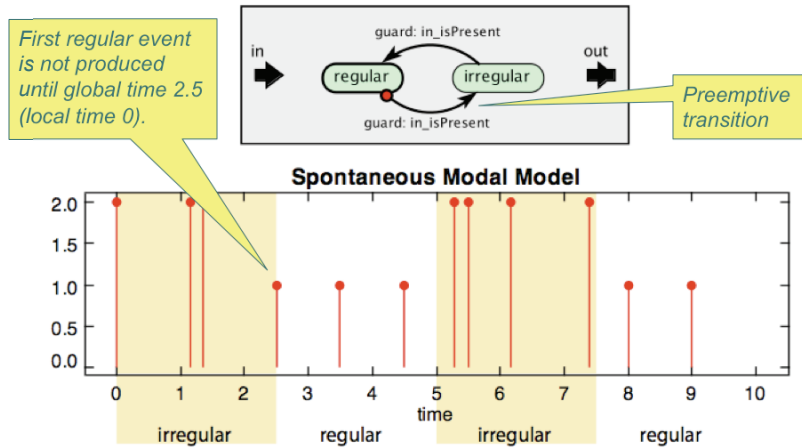 First regular event
is not produced
until global time 2.5
(local time 0).
in
guard: in_isPresent
out
regular
irregular
guard: in_isPresent
Preemptive
transition
Spontaneous Modal Model
2.0
1.5
1.0
0.5
0.0
0 1 2 3 4 5 6 7 8 9 10
time
irregular regular irregular regular